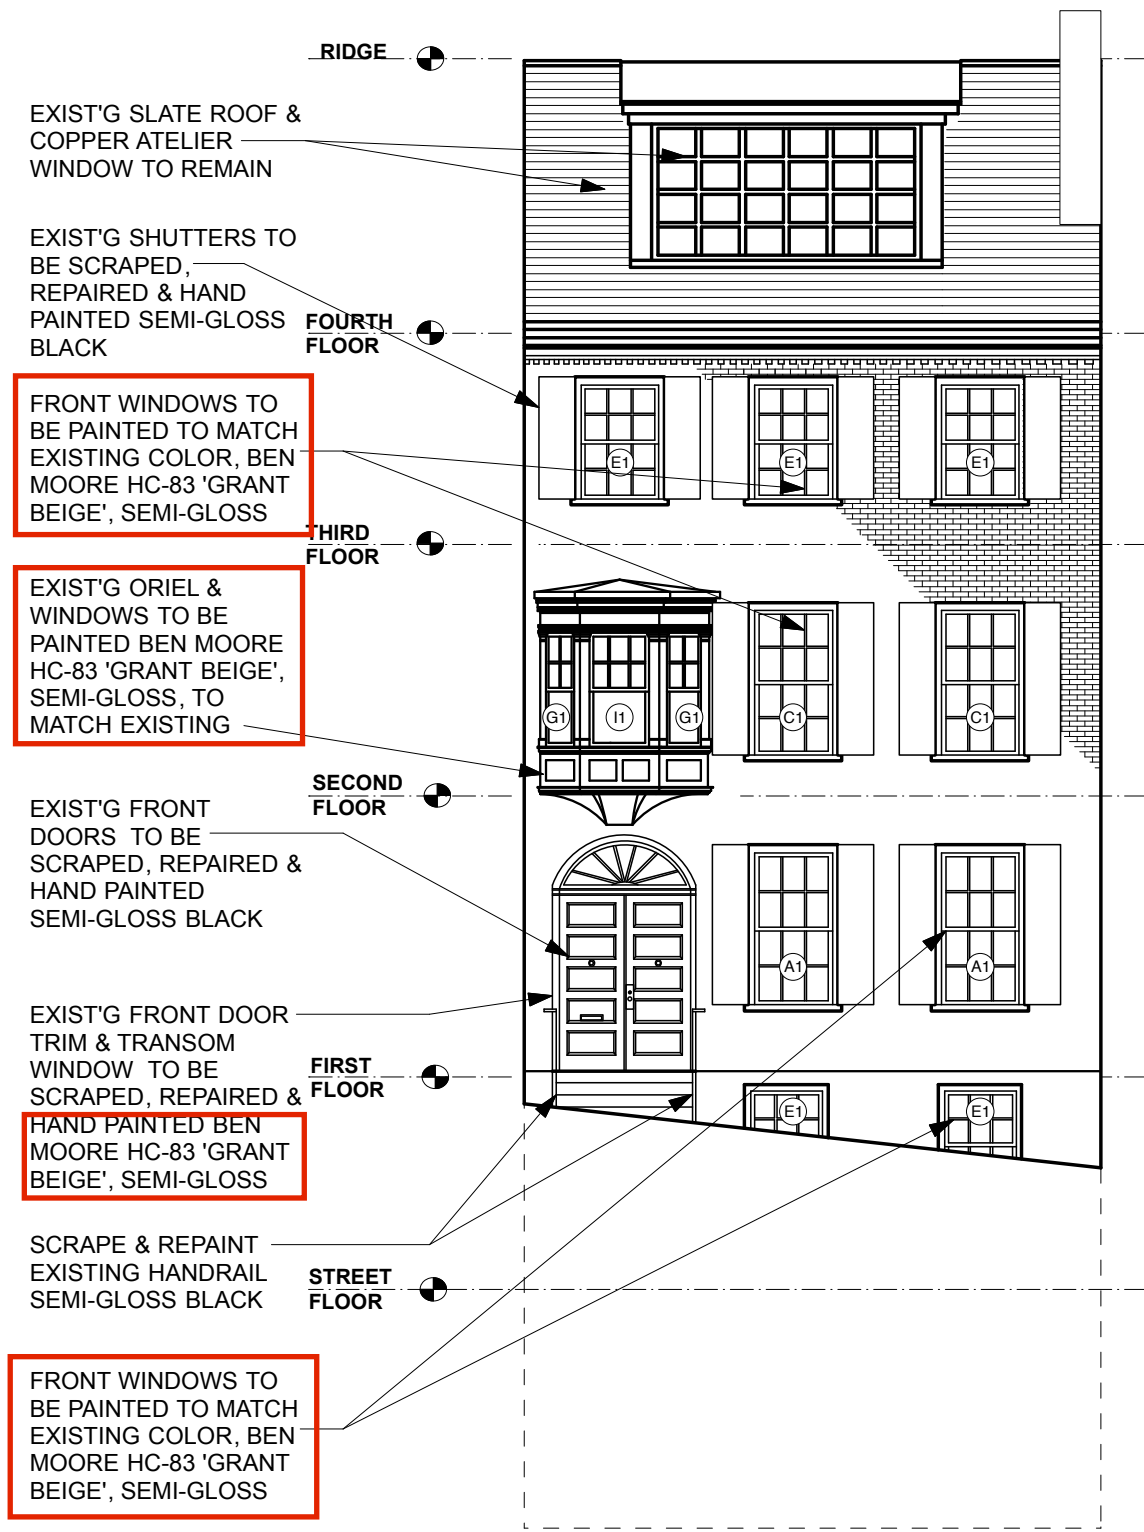 RIDGE
EXIST'G SLATE ROOF &
COPPER ATELIER
WINDOW TO REMAIN
EXIST'G SHUTTERS TO
BE SCRAPED,
REPAIRED & HAND
PAINTED SEMI-GLOSS
BLACK
FOURTH
FLOOR
FRONT WINDOWS TO
BE PAINTED TO MATCH
EXISTING COLOR, BEN
MOORE HC-83 'GRANT
BEIGE', SEMI-GLOSS
E1
E1
E1
THIRD
FLOOR
EXIST'G ORIEL &
WINDOWS TO BE
PAINTED BEN MOORE
HC-83 'GRANT BEIGE',
SEMI-GLOSS, TO
MATCH EXISTING
G1
I1
G1
C1
C1
SECOND
FLOOR
EXIST'G FRONT
DOORS TO BE
SCRAPED, REPAIRED &
HAND PAINTED
SEMI-GLOSS BLACK
A1
A1
EXIST'G FRONT DOOR
TRIM & TRANSOM
WINDOW TO BE
SCRAPED, REPAIRED &
HAND PAINTED BEN
MOORE HC-83 'GRANT
BEIGE', SEMI-GLOSS
FIRST
FLOOR
E1
E1
SCRAPE & REPAINT
EXISTING HANDRAIL
SEMI-GLOSS BLACK
STREET
FLOOR
FRONT WINDOWS TO
BE PAINTED TO MATCH
EXISTING COLOR, BEN
MOORE HC-83 'GRANT
BEIGE', SEMI-GLOSS